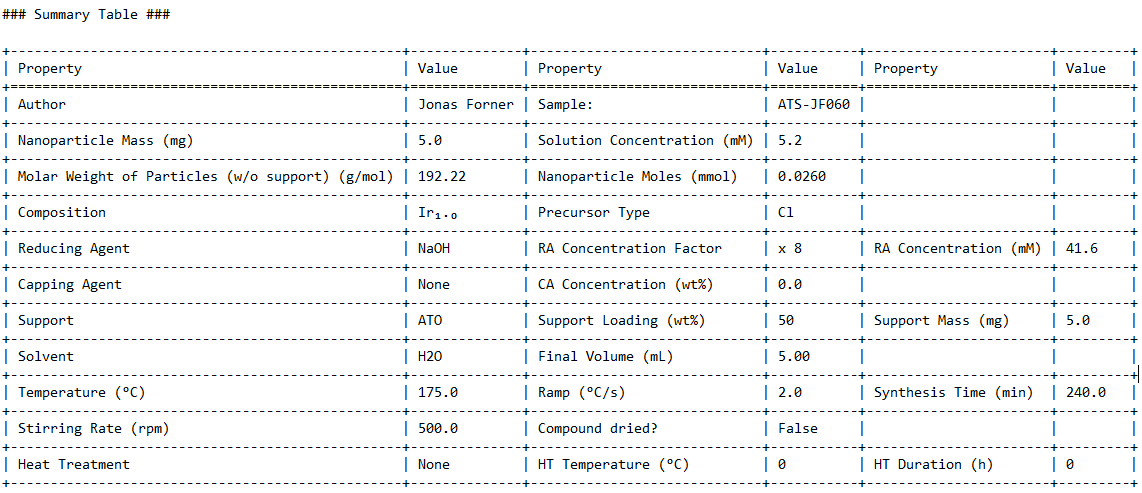 ### Summary Table ###
Property | Value | Property | Value | Property | Value
Author | Jonas Forner | Sample: | ATS-JF060 | |
Nanoparticle Mass (mg) | 5.0 | Solution Concentration (mM) | 5.2 | |
Molar Weight of Particles (w/o support) (g/mol) | 192.22 | Nanoparticle Moles (mmol) | 0.0260 | |
Composition | Ir₁.₀ | Precursor Type | Cl | |
Reducing Agent | NaOH | RA Concentration Factor | x 8 | RA Concentration (mM) | 41.6
Capping Agent | None | CA Concentration (wt%) | 0.0 | |
Support | ATO | Support Loading (wt%) | 50 | Support Mass (mg) | 5.0
Solvent | H2O | Final Volume (mL) | 5.00 | |
Temperature (°C) | 175.0 | Ramp (°C/s) | 2.0 | Synthesis Time (min) | 240.0
Stirring Rate (rpm) | 500.0 | Compound dried? | False | |
Heat Treatment | None | HT Temperature (°C) | 0 | HT Duration (h) | 0